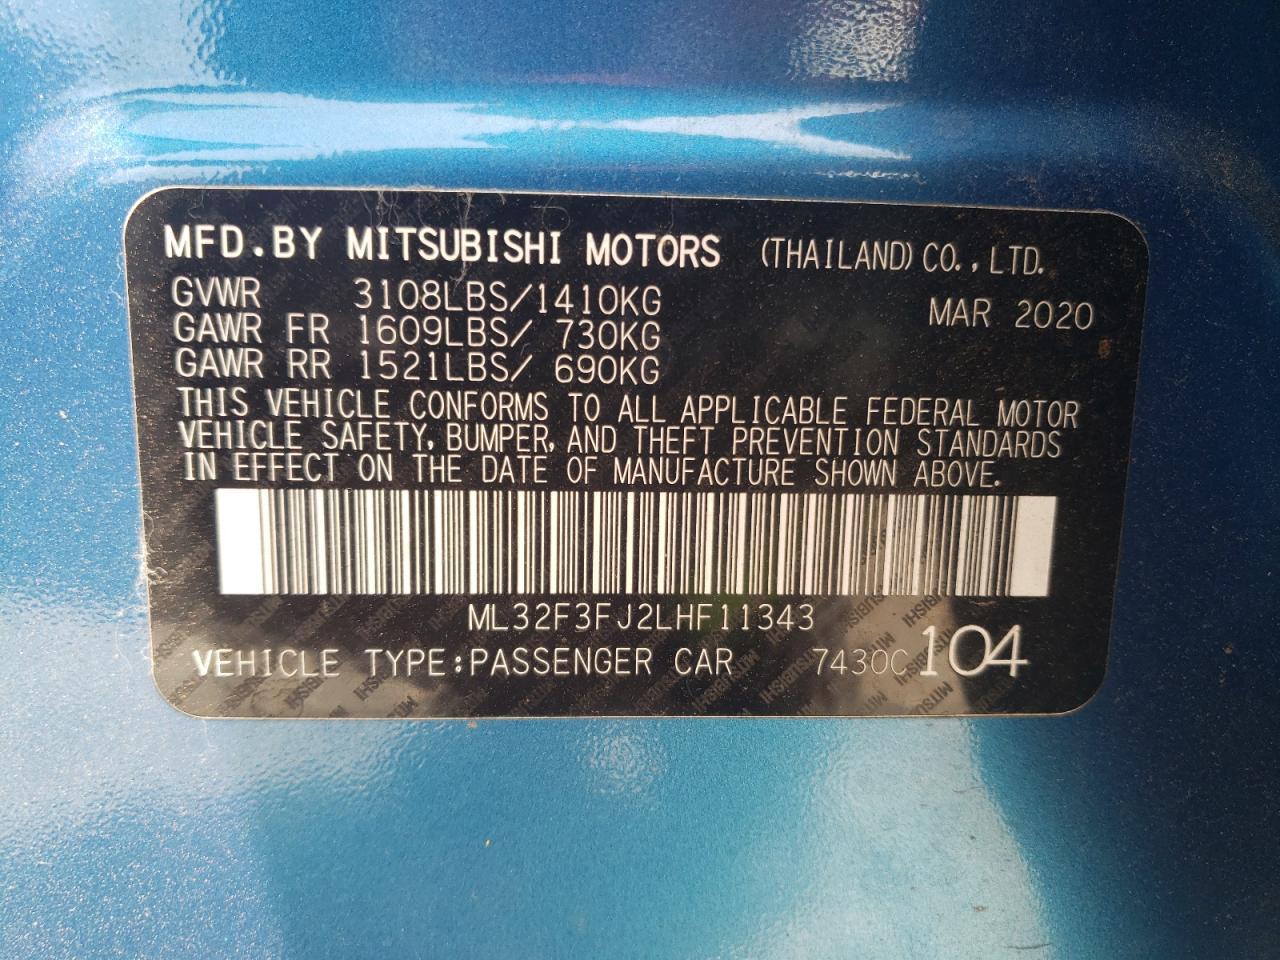 MFD.BY MITSUBISHI MOTORS (THAILAND) CO., LTD.
GVWR 3108LBS/1410KG MAR 2020
GAWR FR 1609LBS/ 730KG
GAWR RR 1521LBS/ 690KG
THIS VEHICLE CONFORMS TO ALL APPLICABLE FEDERAL MOTOR
VEHICLE SAFETY, BUMPER, AND THEFT PREVENTION STANDARDS
IN EFFECT ON THE DATE OF MANUFACTURE SHOWN ABOVE.
ML32F3FJ2LHF11343
VEHICLE TYPE:PASSENGER CAR 7430C 104